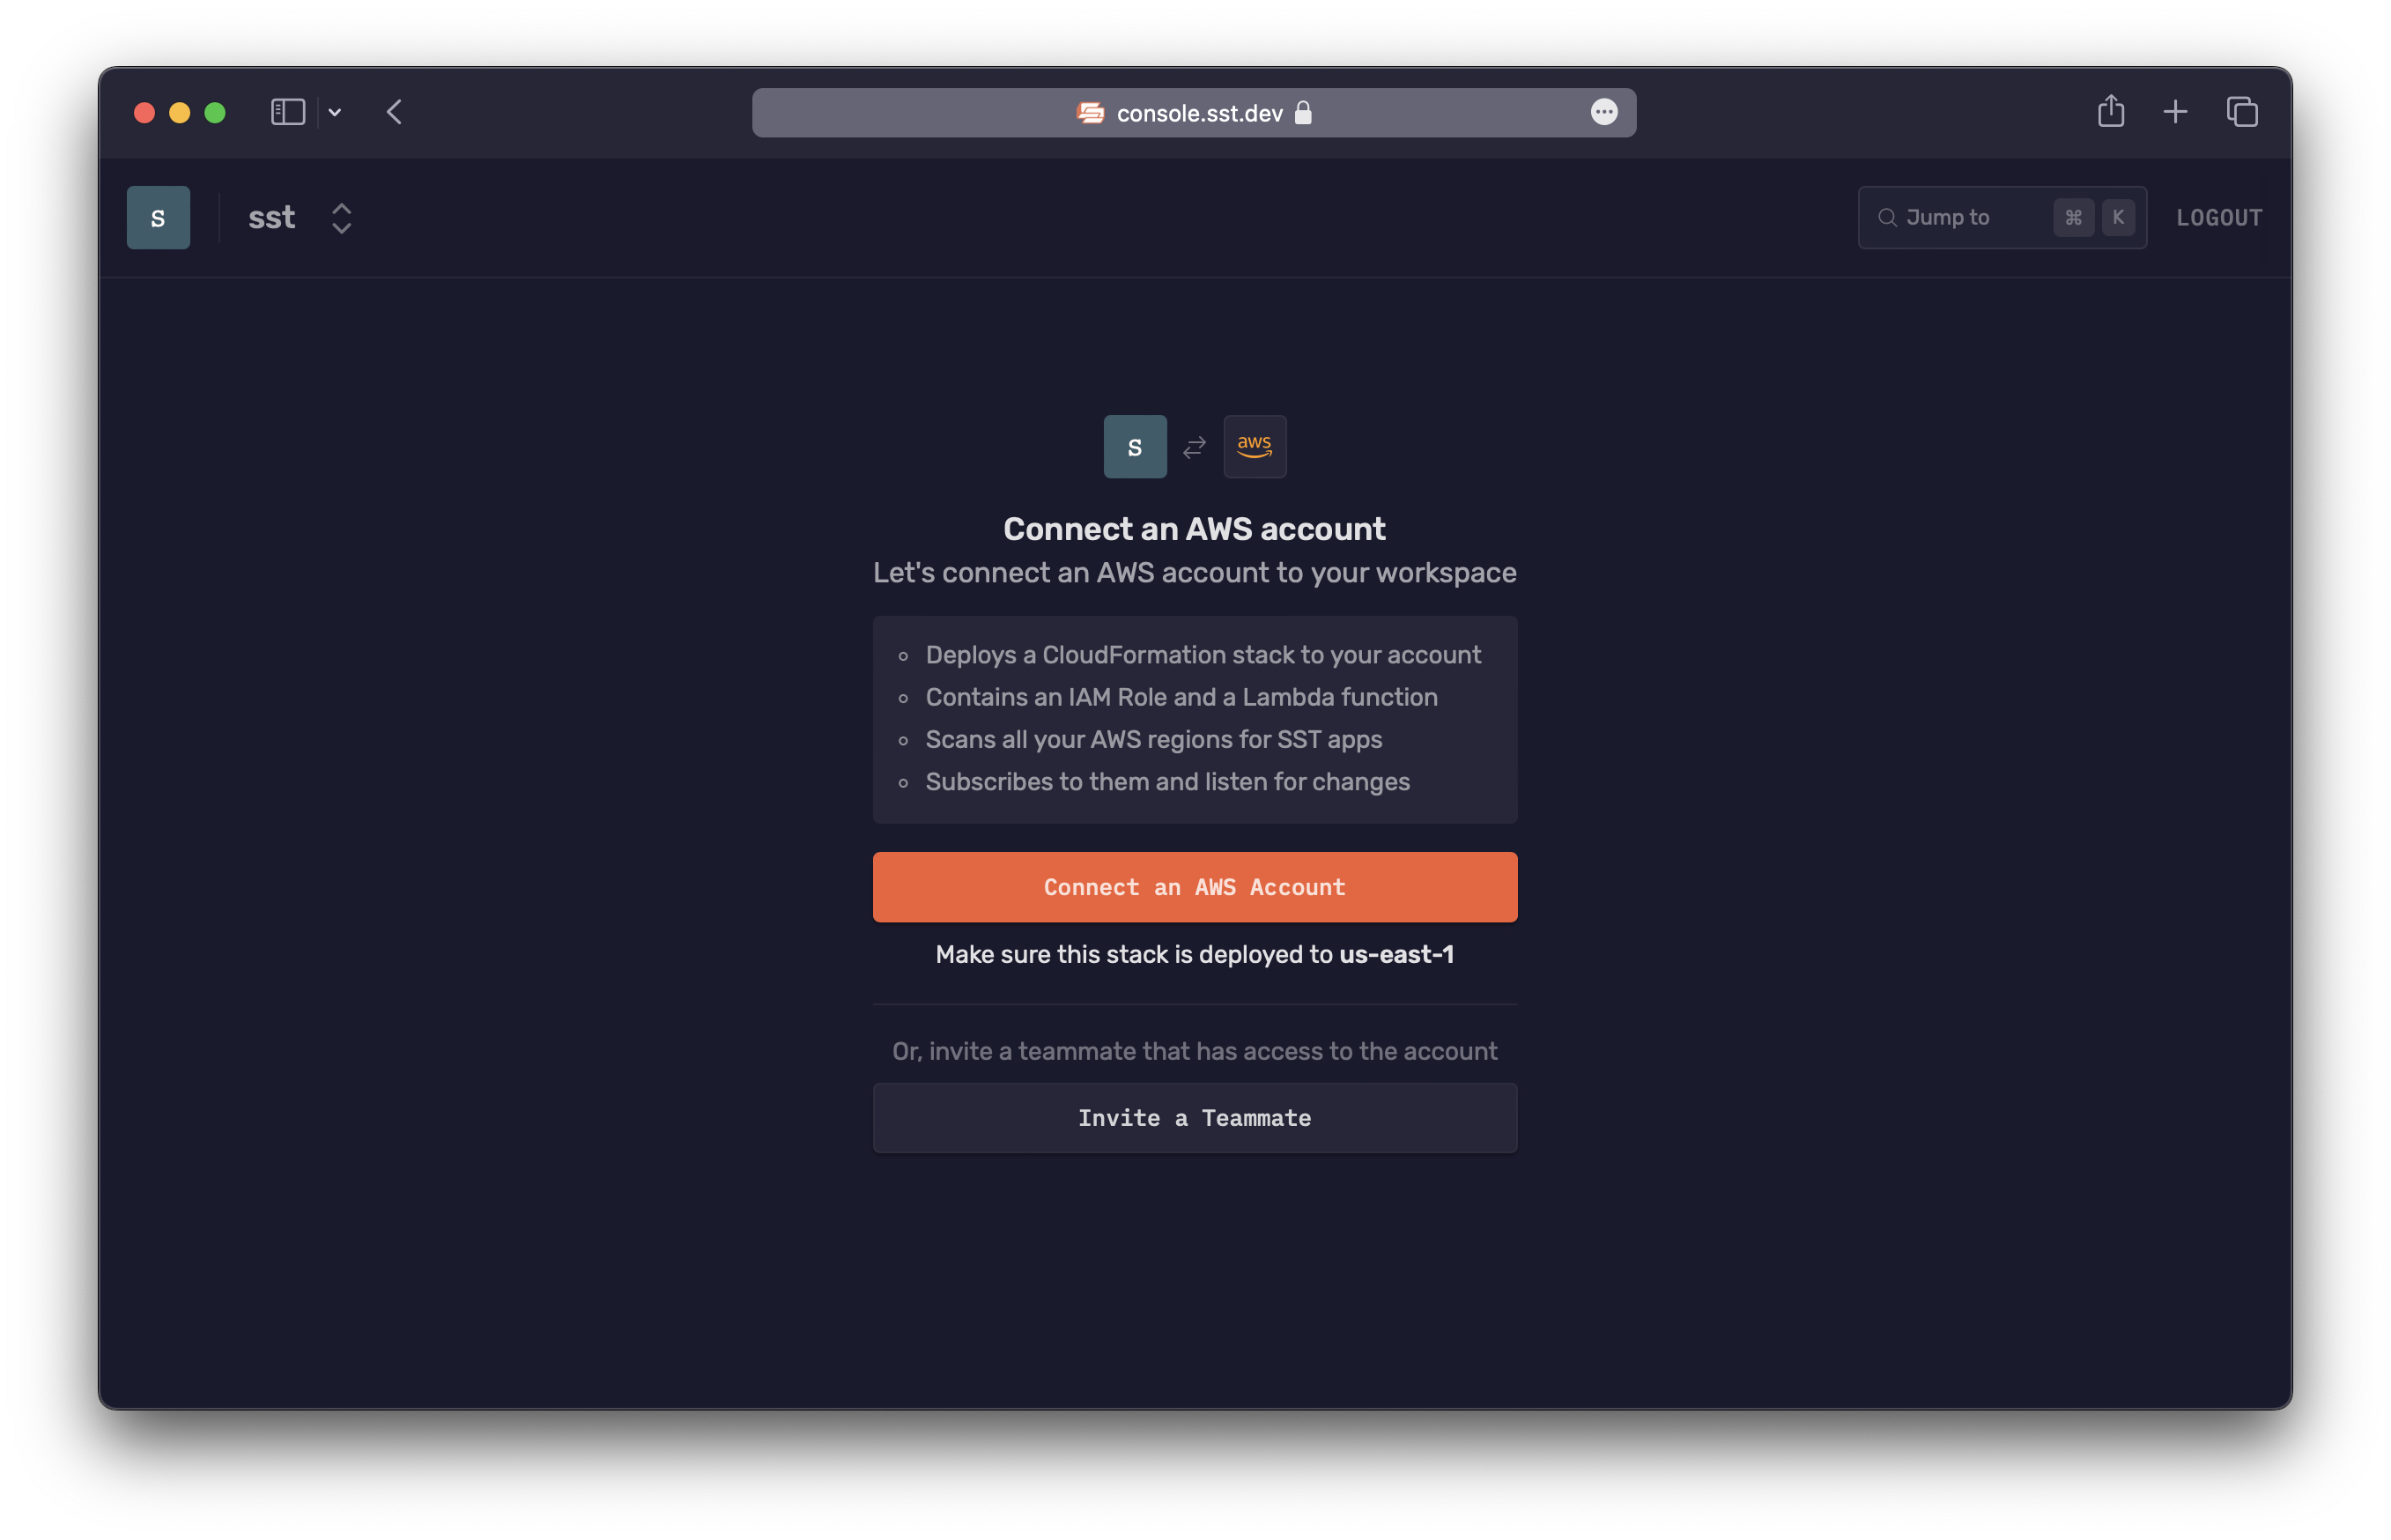 console.sst.dev
S
sst
Jump to
⌘ K
LOGOUT
S
aws
Connect an AWS account
Let's connect an AWS account to your workspace
Deploys a CloudFormation stack to your account
Contains an IAM Role and a Lambda function
Scans all your AWS regions for SST apps
Subscribes to them and listen for changes
Connect an AWS Account
Make sure this stack is deployed to us-east-1
Or, invite a teammate that has access to the account
Invite a Teammate